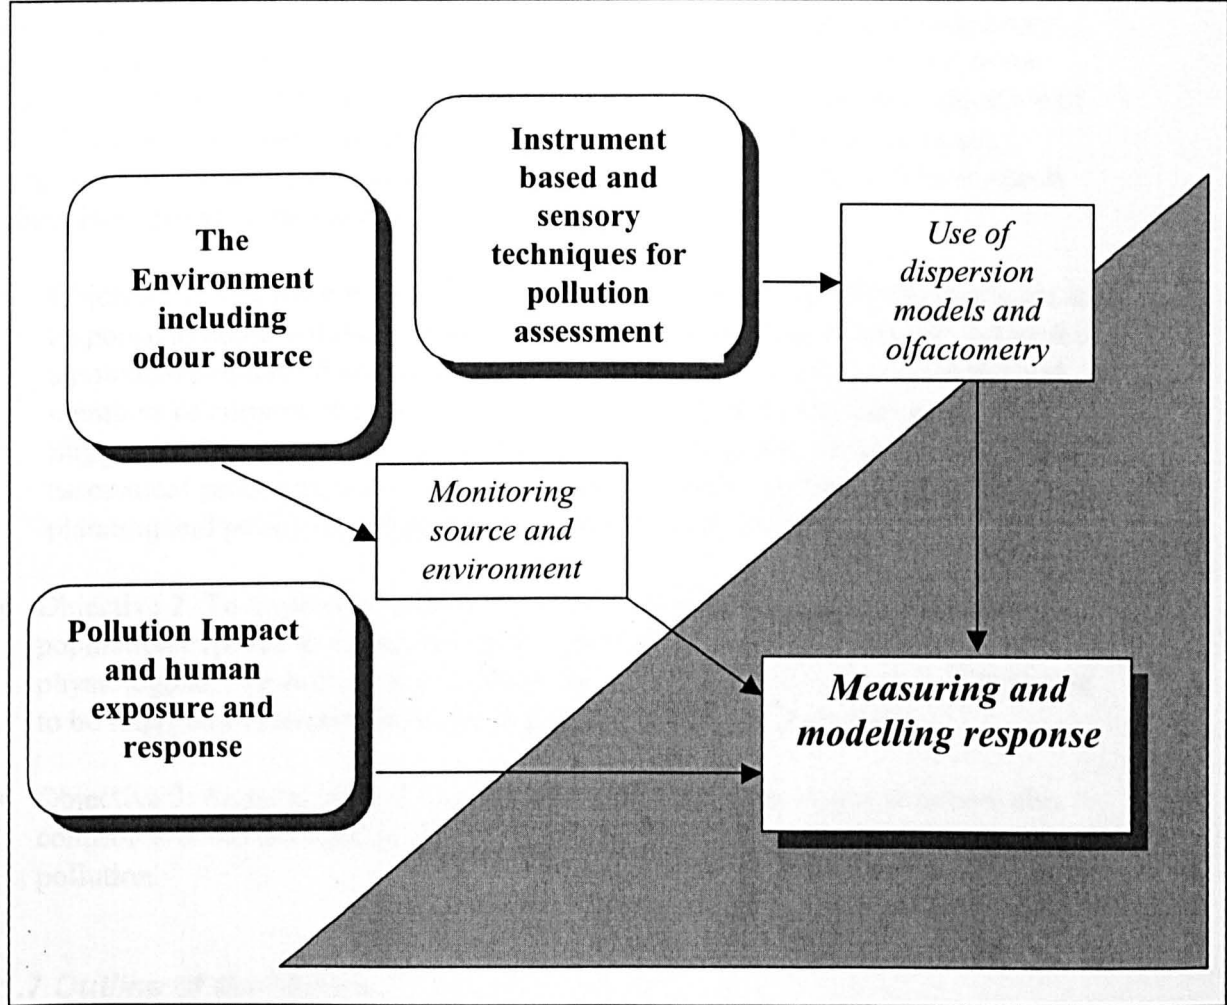 Instrument
based and
sensory
techniques for
pollution
assessment
The
Environment
including
odour source
Use of
dispersion
models and
olfactometry
Monitoring
source and
environment
Pollution Impact
and human
exposure and
response
Measuring and
modelling response